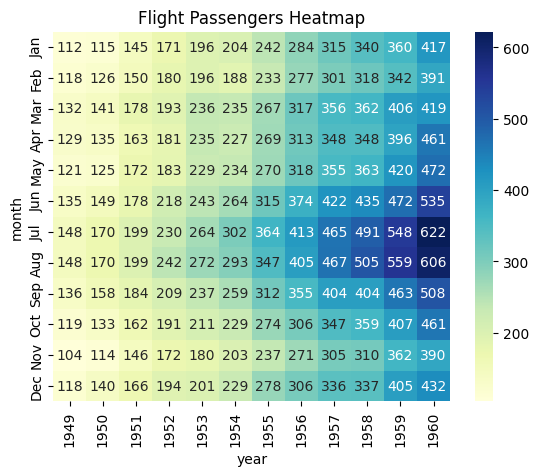 Flight Passengers Heatmap
month
Jan 112 115 145 171 196 204 242 284 315 340 360 417
Feb 118 126 150 180 196 188 233 277 301 318 342 391
Mar 132 141 178 193 236 235 267 317 356 362 406 419
Apr 129 135 163 181 235 227 269 313 348 348 396 461
May 121 125 172 183 229 234 270 318 355 363 420 472
Jun 135 149 178 218 243 264 315 374 422 435 472 535
Jul 148 170 199 230 264 302 364 413 465 491 548 622
Aug 148 170 199 242 272 293 347 405 467 505 559 606
Sep 136 158 184 209 237 259 312 355 404 404 463 508
Oct 119 133 162 191 211 229 274 306 347 359 407 461
Nov 104 114 146 172 180 203 237 271 305 310 362 390
Dec 118 140 166 194 201 229 278 306 336 337 405 432
1949 1950 1951 1952 1953 1954 1955 1956 1957 1958 1959 1960
year
600
500
400
300
200